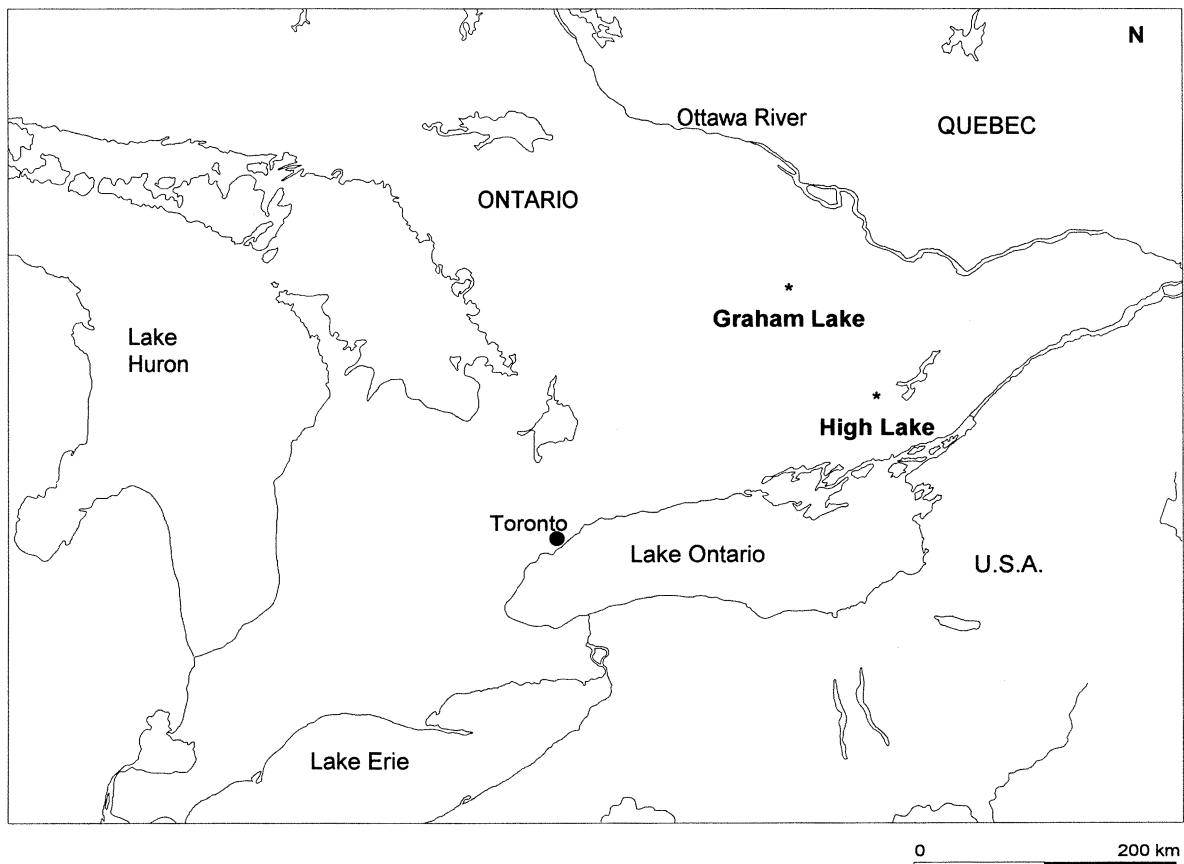 N
Ottawa River
QUEBEC
ONTARIO
Graham Lake
Lake
Huron
High Lake
Toronto
Lake Ontario
U.S.A.
Lake Erie
0 200 km